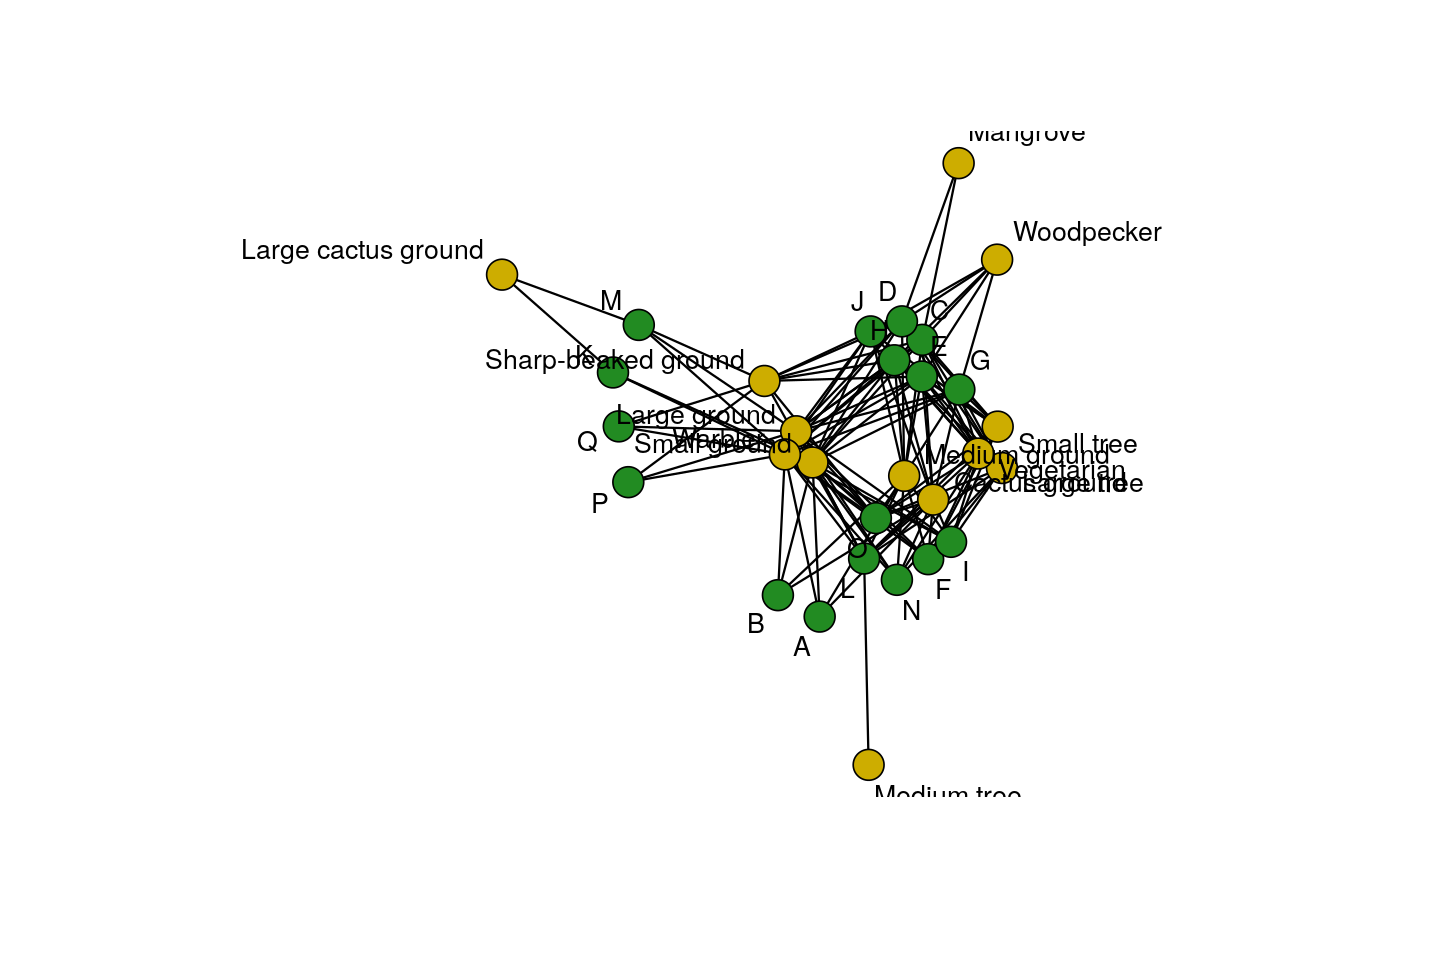 Mangrove
Woodpecker
Large cactus ground
D
J
M
C
H
E
K
Sharp-beaked ground
G
Large ground
Q
Warbler
Small ground
Small tree
Medium ground
Vegetarian
Cactus ground
Large tree
P
O
I
L
F
N
B
A
Medium tree